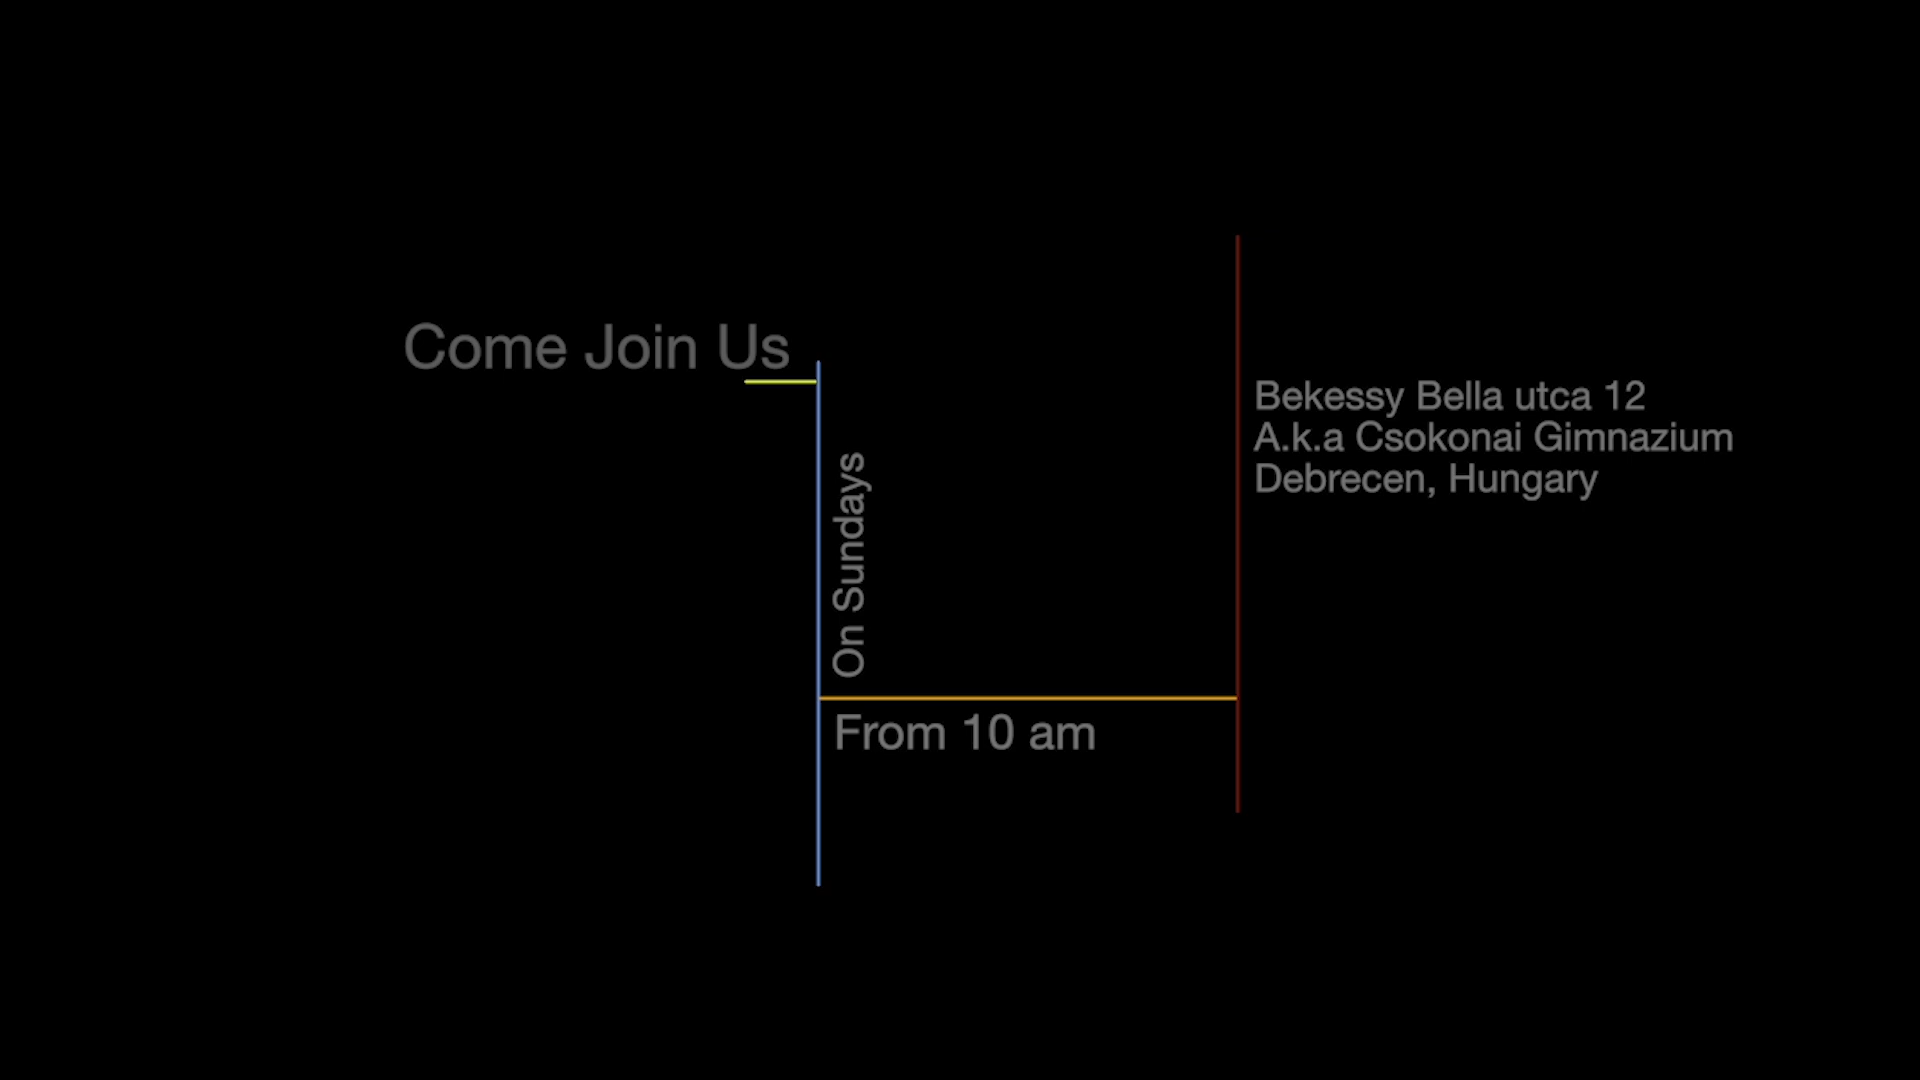 Come Join Us
On Sundays
From 10 am
Bekessy Bella utca 12
A.k.a Csokonai Gimnazium
Debrecen, Hungary